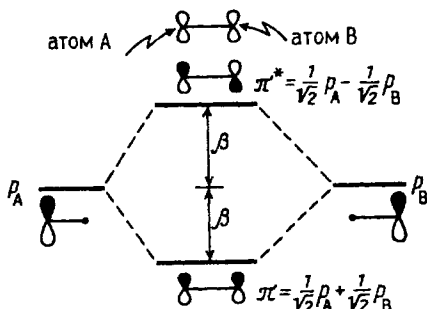 атом A атом B
π* = 1/√2 p_A − 1/√2 p_B
β
p_A p_B
β
π = 1/√2 p_A + 1/√2 p_B